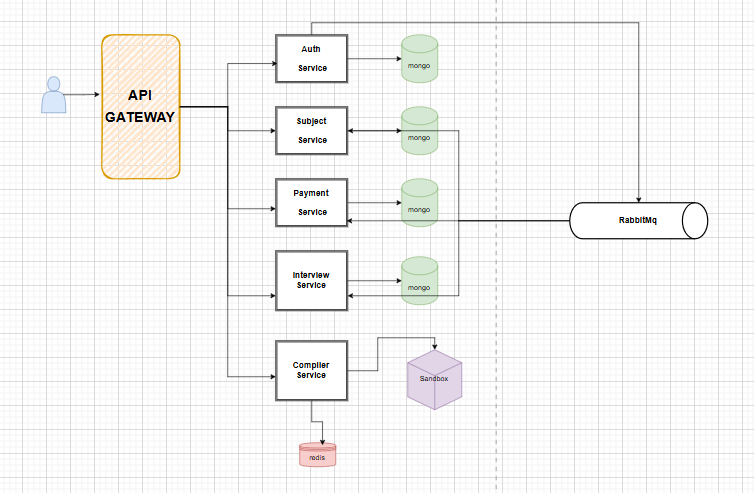 API
GATEWAY
Auth
Service
mongo
Subject
Service
mongo
Payment
Service
mongo
RabbitMq
Interview
Service
mongo
Compiler
Service
Sandbox
redis